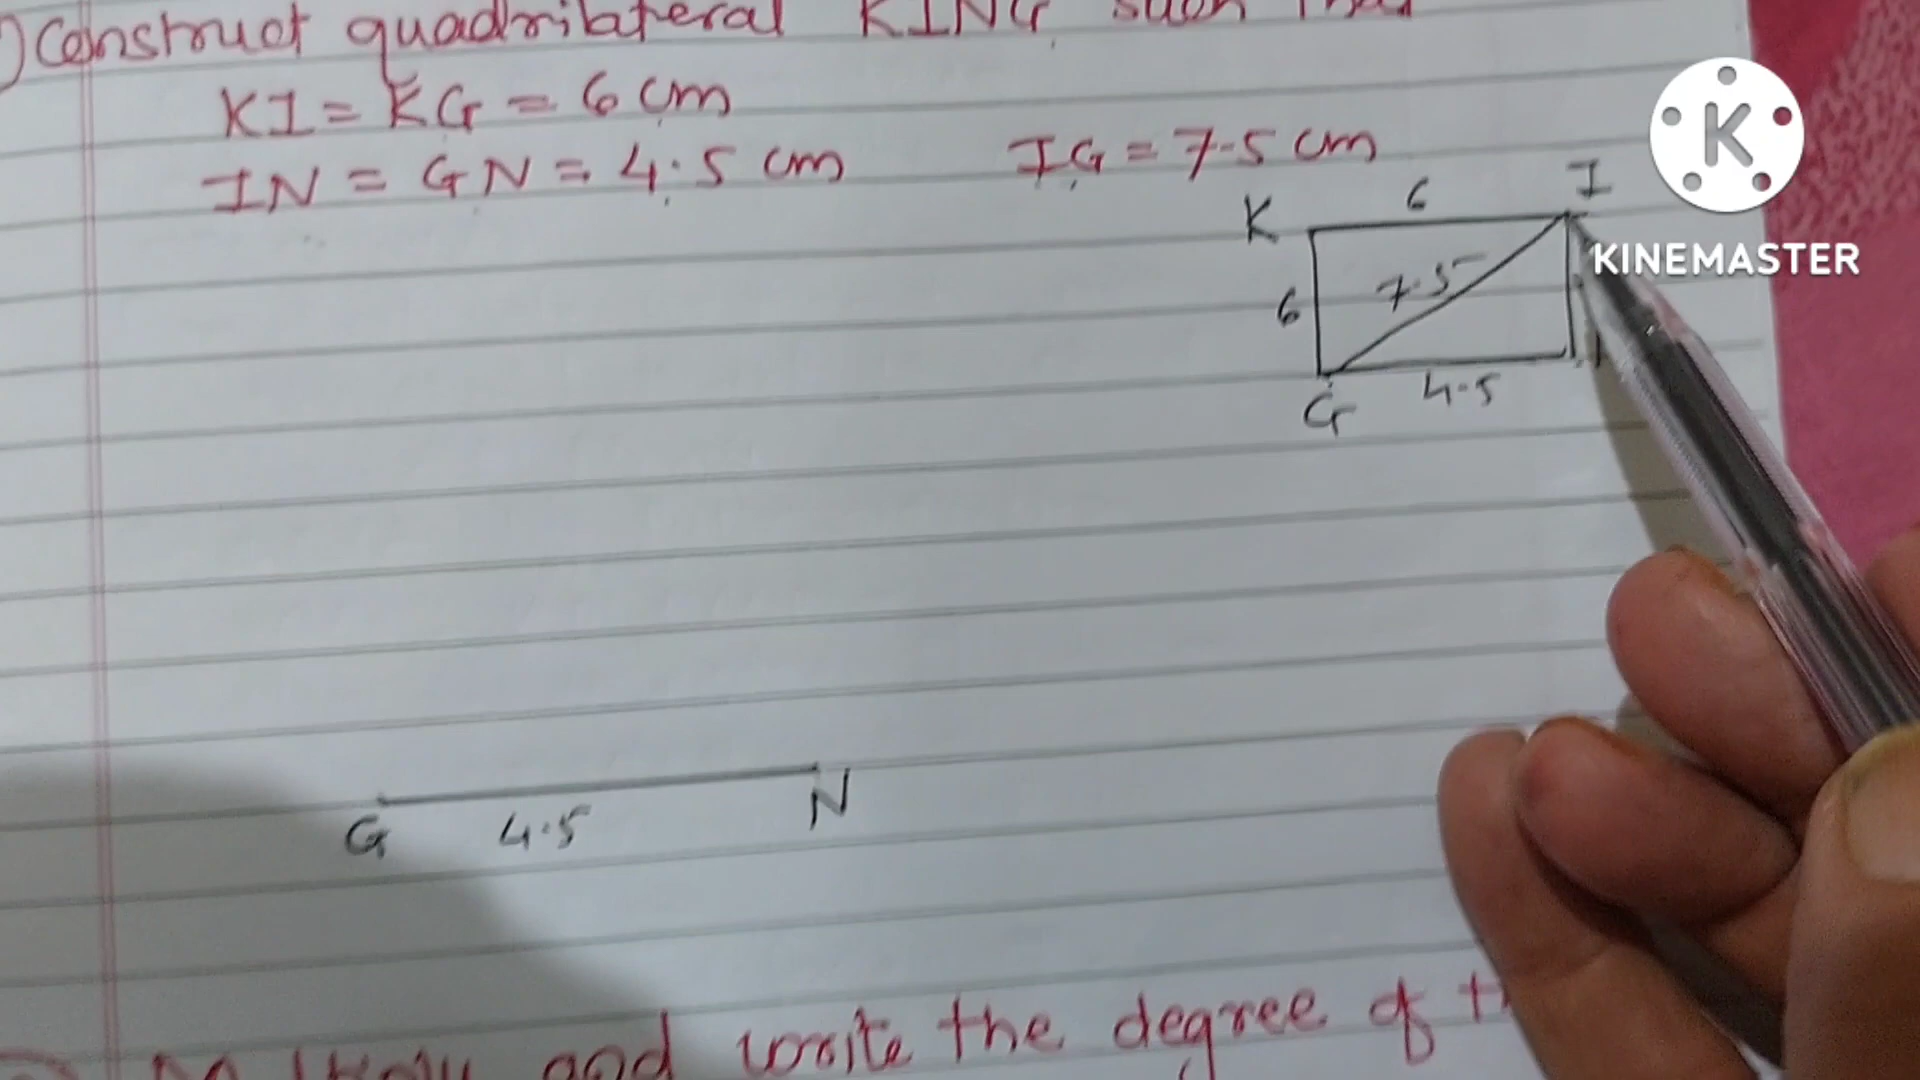 ) Construct quadrilateral KING such that
KI = KG = 6 cm
IN = GN = 4.5 cm IG = 7.5 cm
K 6 I
6 7.5
G 4.5
G 4.5 N
and write the degree of
K
KINEMASTER